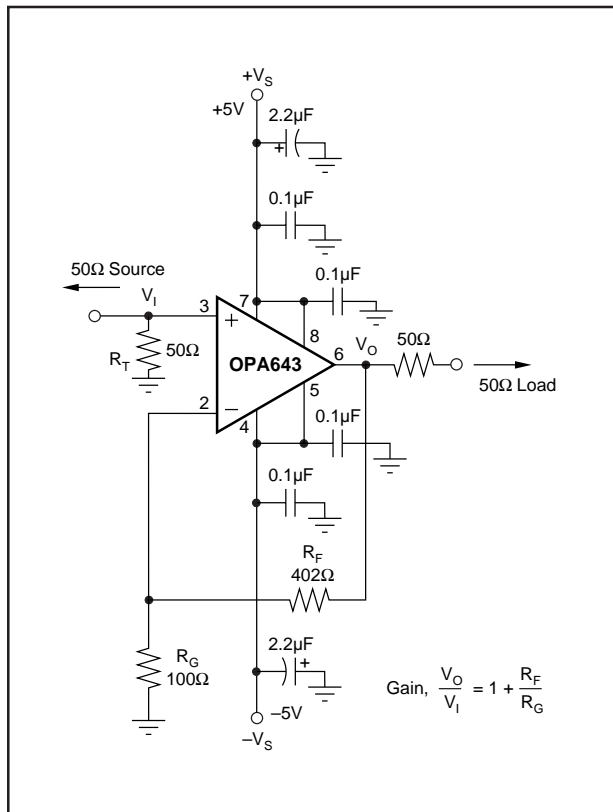 +V_S
+5V
2.2µF
+
0.1µF
50Ω Source
0.1µF
V_I
3
7
+
8
50Ω
R_T
OPA643
6
V_O
50Ω
50Ω Load
2
–
5
4
0.1µF
0.1µF
R_F
402Ω
R_G
100Ω
2.2µF
+
–5V
–V_S
Gain, V_O/V_I = 1 + R_F/R_G